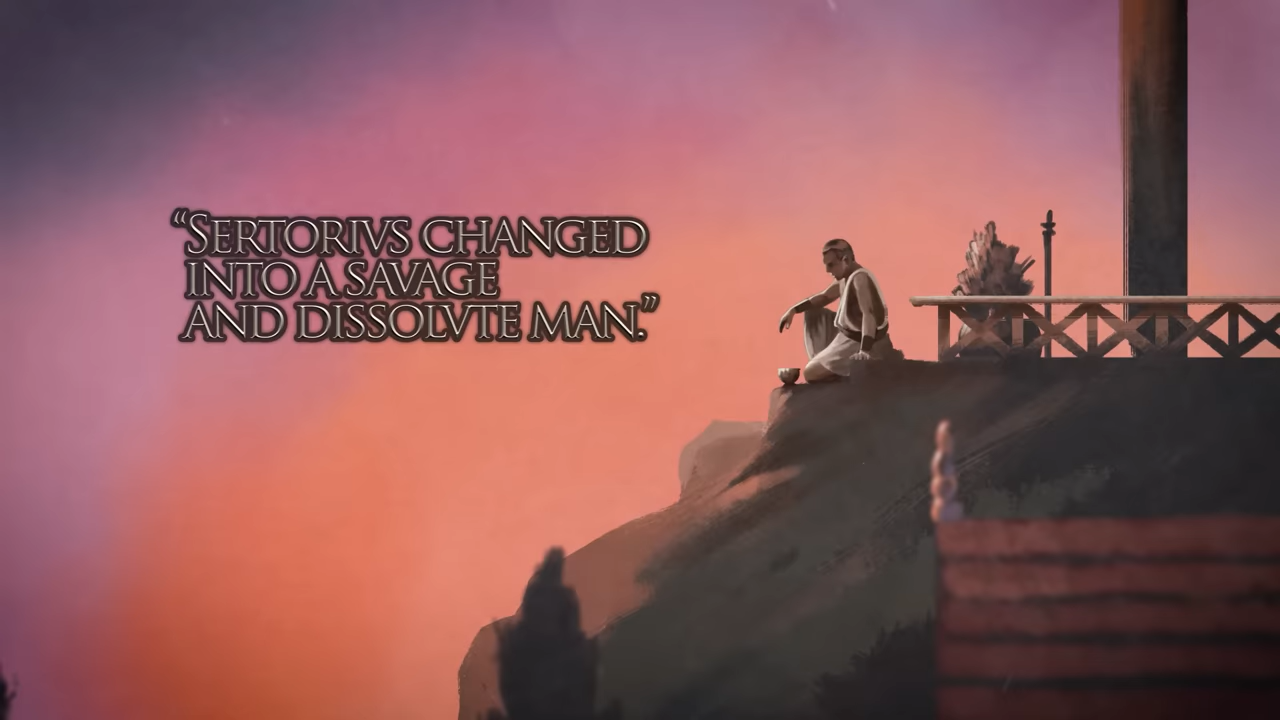 “SERTORIVS CHANGED
INTO A SAVAGE
AND DISSOLVTE MAN.”